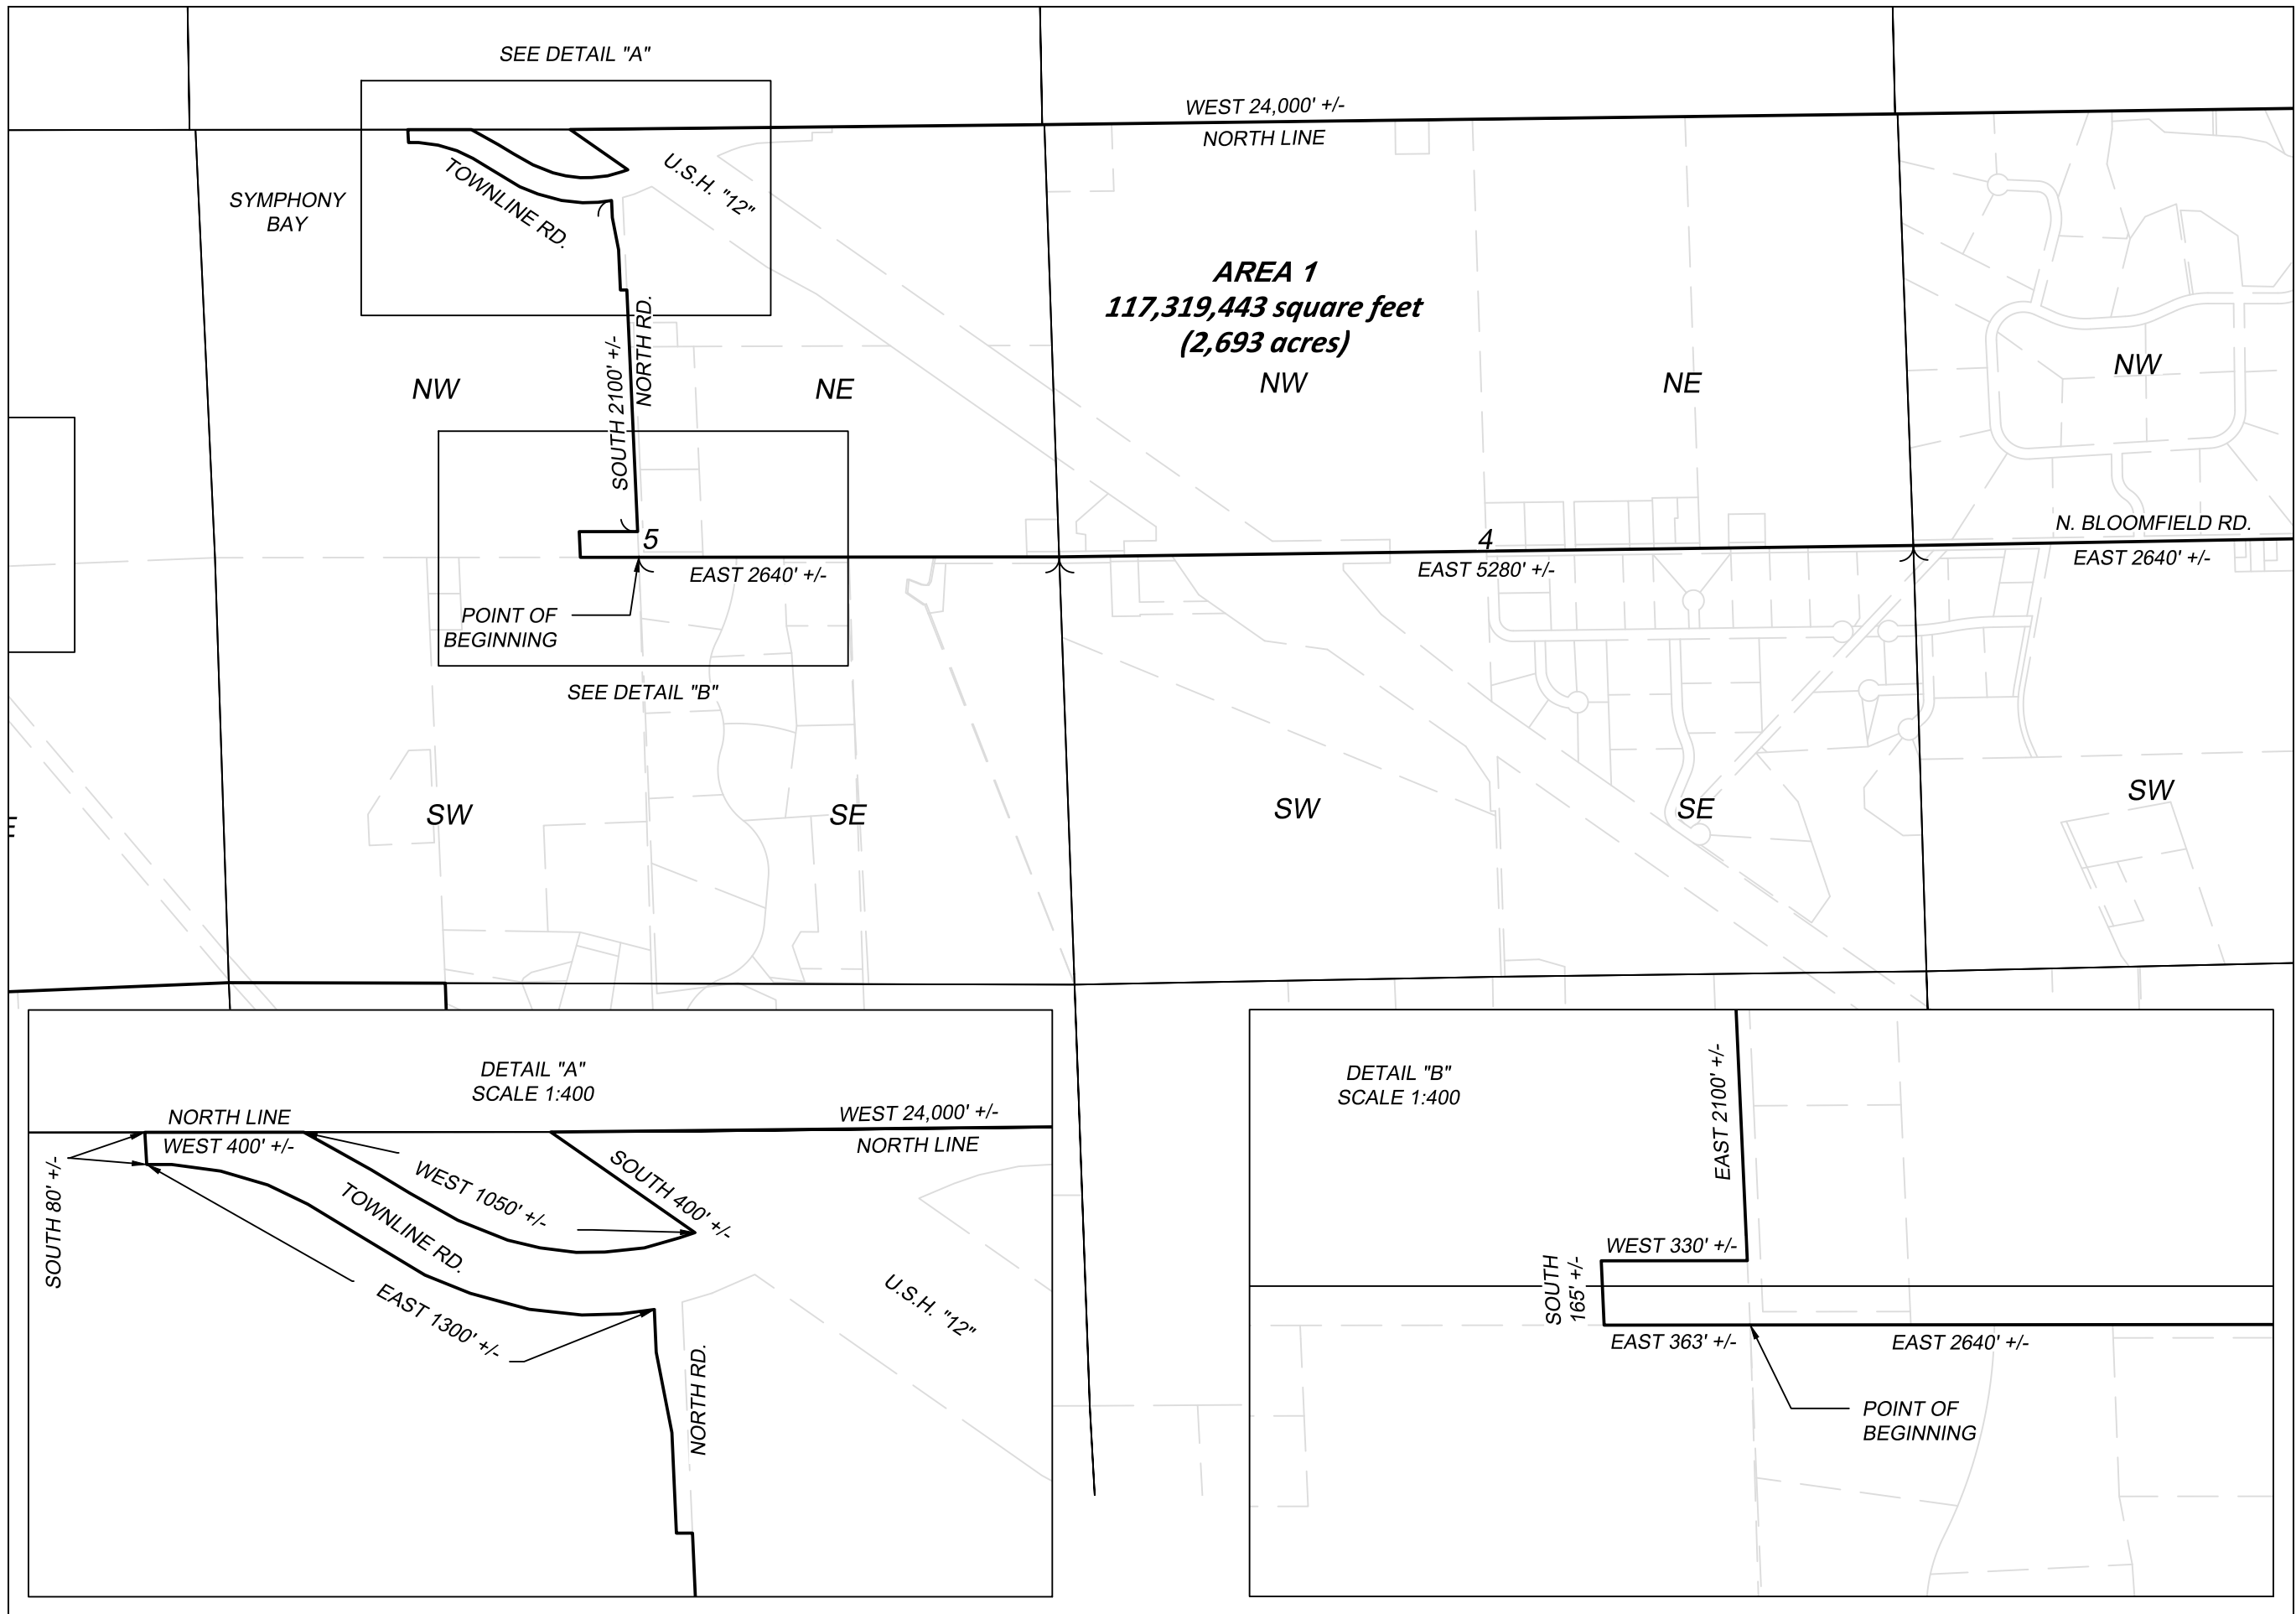 SEE DETAIL "A"
WEST 24,000' +/-
NORTH LINE
SYMPHONY
BAY
TOWNLINE RD.
U.S.H. "12"
AREA 1
117,319,443 square feet
(2,693 acres)
SOUTH 2100' +/-
NORTH RD.
NW
NE
NW
NE
NW
5
4
N. BLOOMFIELD RD.
EAST 2640' +/-
EAST 5280' +/-
EAST 2640' +/-
POINT OF
BEGINNING
SEE DETAIL "B"
SW
SE
SW
SE
SW
E
DETAIL "A"
SCALE 1:400
NORTH LINE
WEST 400' +/-
WEST 24,000' +/-
NORTH LINE
SOUTH 80' +/-
WEST 1050' +/-
SOUTH 400' +/-
TOWNLINE RD.
EAST 1300' +/-
U.S.H. "12"
NORTH RD.
DETAIL "B"
SCALE 1:400
EAST 2100' +/-
WEST 330' +/-
SOUTH
165' +/-
EAST 363' +/-
EAST 2640' +/-
POINT OF
BEGINNING